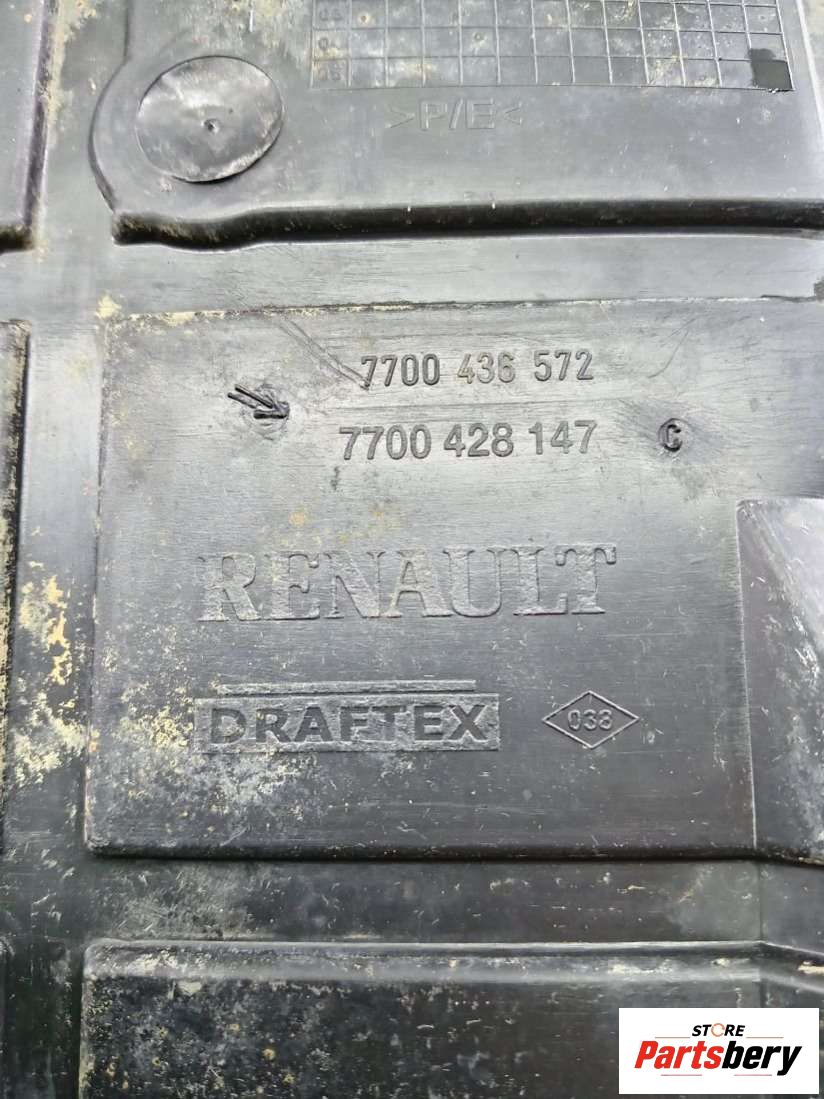 >P/E<
7700 436 572
7700 428 147 C
RENAULT
DRAFTEX
038
STORE
Partsbery